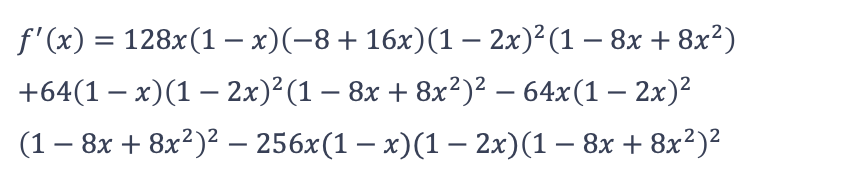 f′(x) = 128x(1 − x)(−8 + 16x)(1 − 2x)²(1 − 8x + 8x²)
+64(1 − x)(1 − 2x)²(1 − 8x + 8x²)² − 64x(1 − 2x)²
(1 − 8x + 8x²)² − 256x(1 − x)(1 − 2x)(1 − 8x + 8x²)²